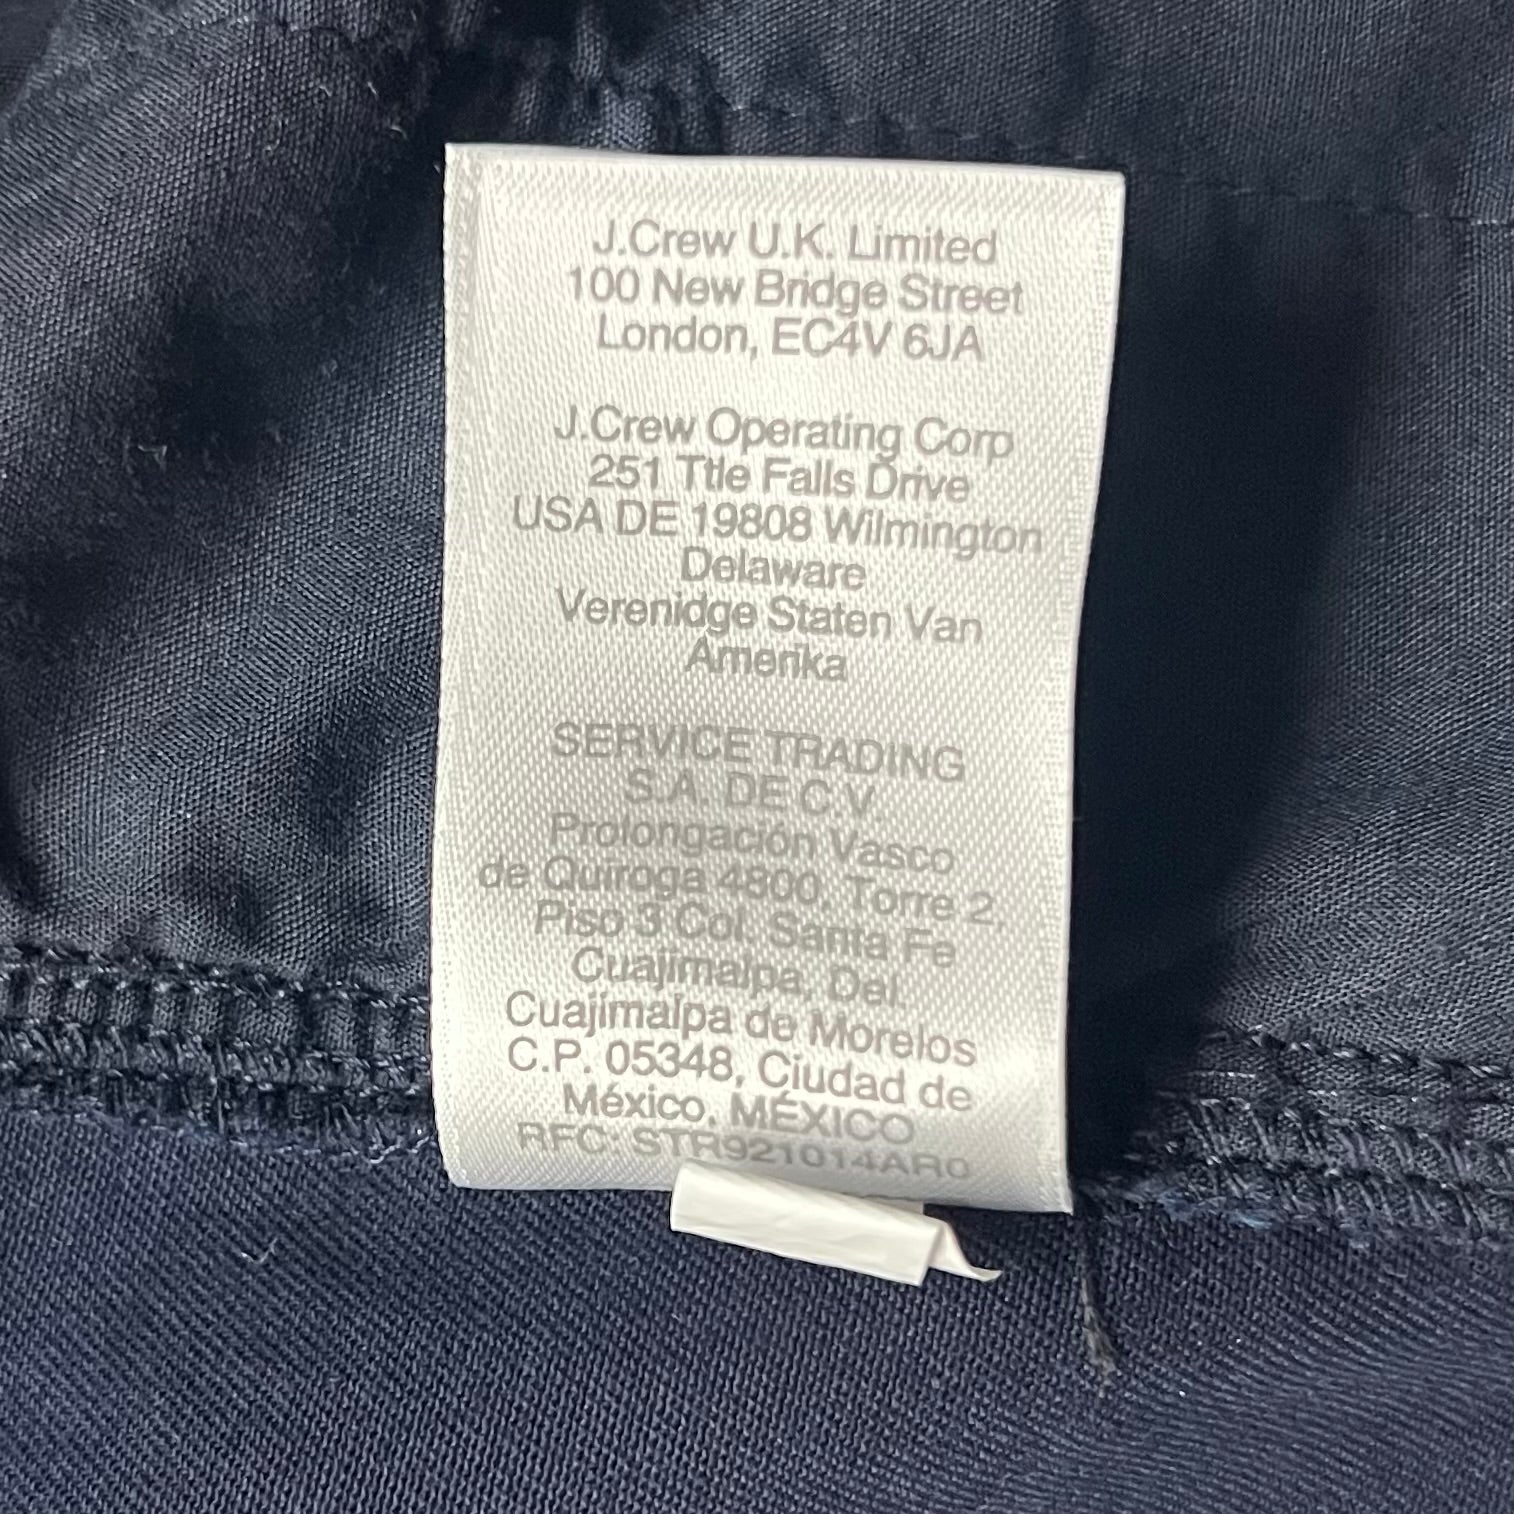 J.Crew U.K. Limited
100 New Bridge Street
London, EC4V 6JA
J.Crew Operating Corp
251 Ttle Falls Drive
USA DE 19808 Wilmington
Delaware
Verenidge Staten Van
Amerika
SERVICE TRADING
S.A. DE C.V.
Prolongación Vasco
de Quiroga 4800, Torre 2,
Piso 3 Col. Santa Fe
Cuajimalpa, Del.
Cuajímalpa de Morelos
C.P. 05348, Ciudad de
México, MÉXICO
RFC: STR921014AR0